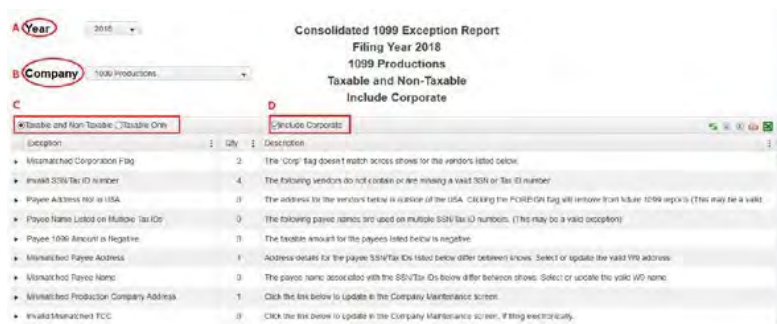 A Year 2018
Consolidated 1099 Exception Report
Filing Year 2018
1099 Productions
B Company 1099 Productions
Taxable and Non-Taxable
Include Corporate
C D
Taxable and Non-Taxable Taxable Only Include Corporate
Exception Qty Description
Mismatched Corporation Flag 2 The 'Corp' flag doesn't match across shows for the vendors listed below.
Invalid SSN/Tax ID number 4 The following vendors do not contain or are missing a valid SSN or Tax ID number
Payee Address Not in USA 0 The address for the vendors below is outside of the USA. Clicking the FOREIGN flag will remove from future 1099 reports (This may be a valid
Payee Name Listed on Multiple Tax IDs 0 The following payee names are used on multiple SSN/Tax ID numbers. (This may be a valid exception)
Payee 1099 Amount is Negative 0 The taxable amount for the payees listed below is negative.
Mismatched Payee Address 1 Address details for the payee SSN/Tax IDs listed below differ between shows. Select or update the valid W9 address.
Mismatched Payee Name 3 The payee name associated with the SSN/Tax IDs below differ between shows. Select or update the valid W9 name.
Mismatched Production Company Address 1 Click the link below to update in the Company Maintenance screen.
Invalid/Mismatched TCC 0 Click the link below to update in the Company Maintenance screen, if filing electronically.